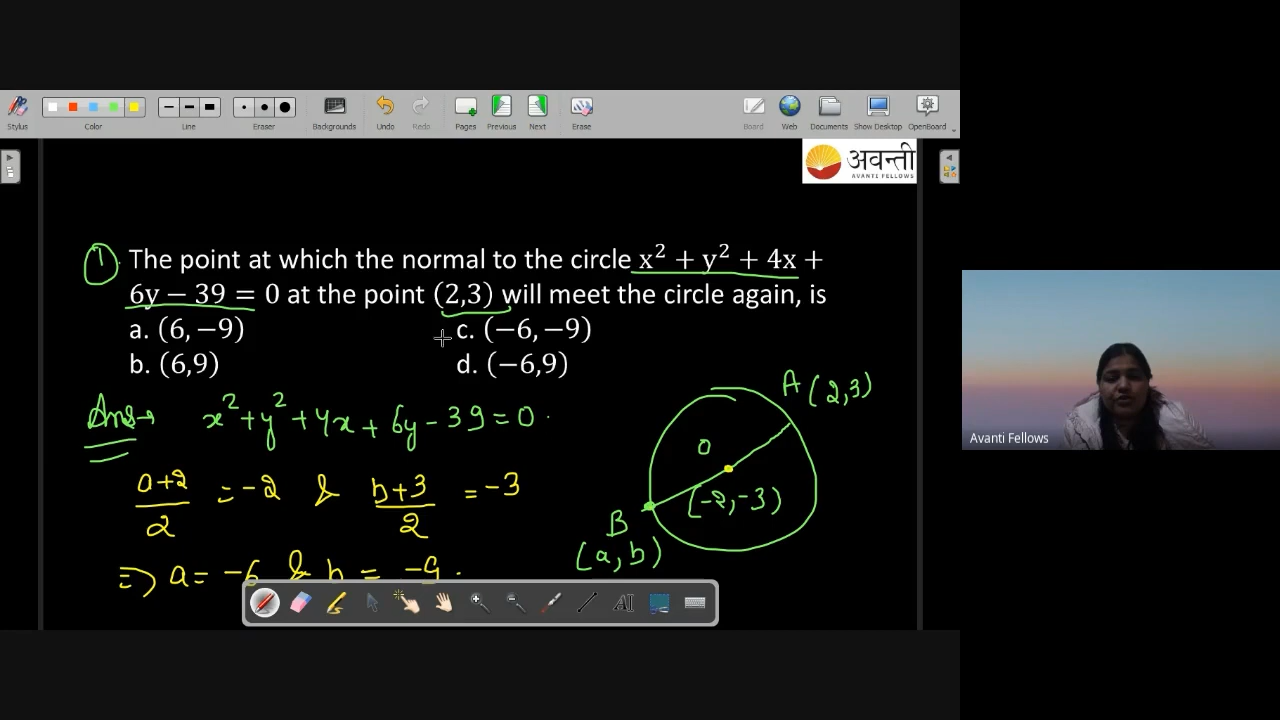 Stylus
Color
Line
Eraser
Backgrounds
Undo
Redo
Pages
Previous
Next
Erase
Board
Web
Documents
Show Desktop
OpenBoard
अवन्ती
AVANTI FELLOWS
1 The point at which the normal to the circle x² + y² + 4x +
6y − 39 = 0 at the point (2,3) will meet the circle again, is
a. (6, −9) c. (−6, −9)
b. (6,9) d. (−6,9)
Ans→ x² + y² + 4x + 6y − 39 = 0 .
(a+2)/2 = −2 & (b+3)/2 = −3
⇒ a = −6 & b = −9 .
A (2,3)
O
(−2,−3)
B
(a, b)
AI
Avanti Fellows